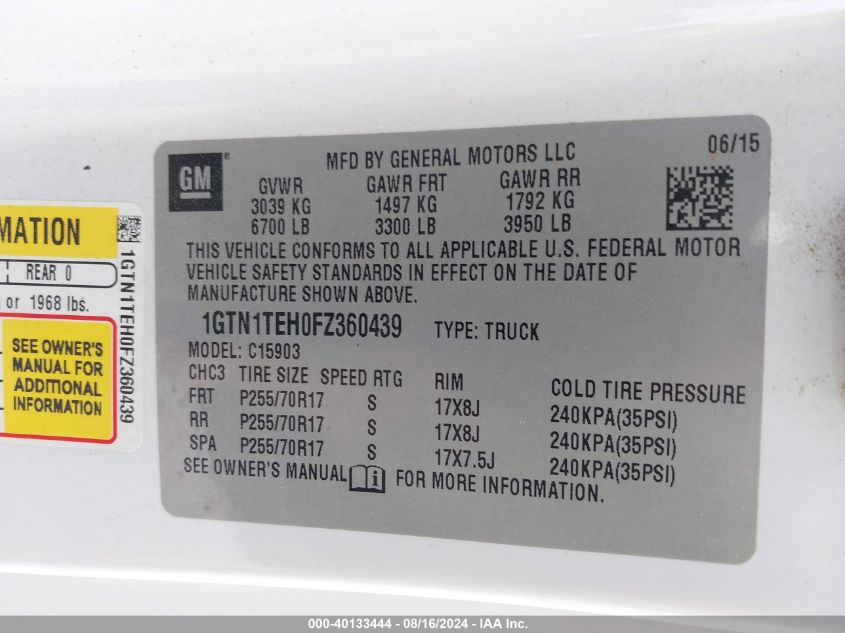 MATION
REAR 0
or 1968 lbs.
SEE OWNER'S
MANUAL FOR
ADDITIONAL
INFORMATION
1GTN1TEH0FZ360439
GM®
MFD BY GENERAL MOTORS LLC
06/15
GVWR GAWR FRT GAWR RR
3039 KG 1497 KG 1792 KG
6700 LB 3300 LB 3950 LB
THIS VEHICLE CONFORMS TO ALL APPLICABLE U.S. FEDERAL MOTOR
VEHICLE SAFETY STANDARDS IN EFFECT ON THE DATE OF
MANUFACTURE SHOWN ABOVE.
1GTN1TEH0FZ360439 TYPE: TRUCK
MODEL: C15903
CHC3 TIRE SIZE SPEED RTG RIM COLD TIRE PRESSURE
FRT P255/70R17 S 17X8J 240KPA(35PSI)
RR P255/70R17 S 17X8J 240KPA(35PSI)
SPA P255/70R17 S 17X7.5J 240KPA(35PSI)
SEE OWNER'S MANUAL FOR MORE INFORMATION.
000-40133444 - 08/16/2024 - IAA Inc.